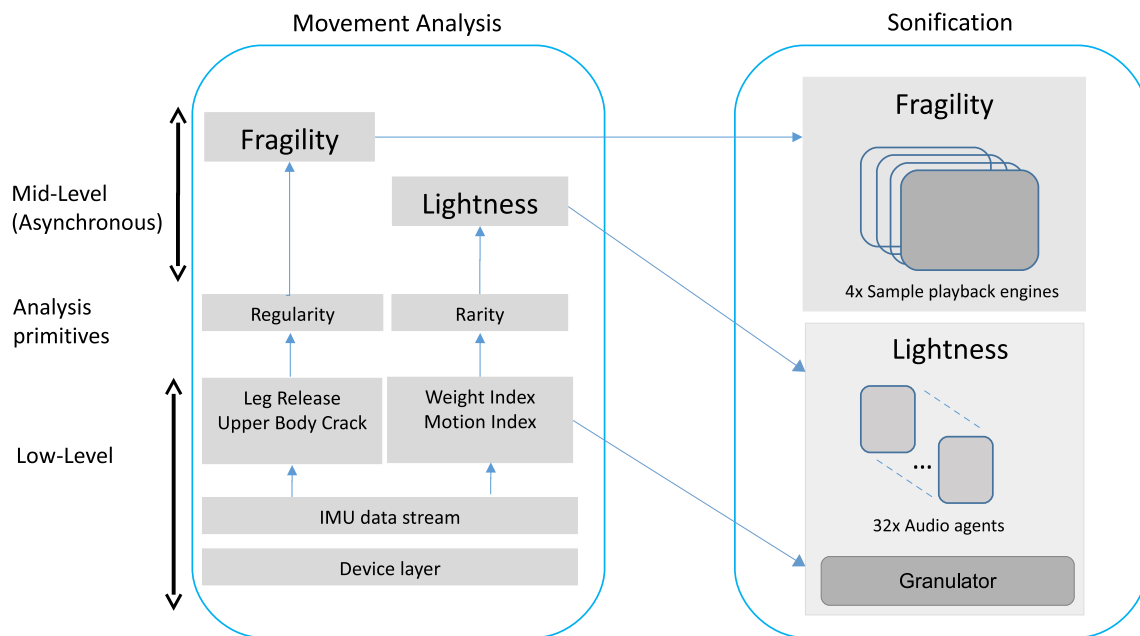 Movement Analysis
Sonification
Mid-Level
(Asynchronous)
Analysis
primitives
Low-Level
Fragility
Lightness
Regularity
Rarity
Leg Release
Upper Body Crack
Weight Index
Motion Index
IMU data stream
Device layer
Fragility
4x Sample playback engines
Lightness
...
32x Audio agents
Granulator